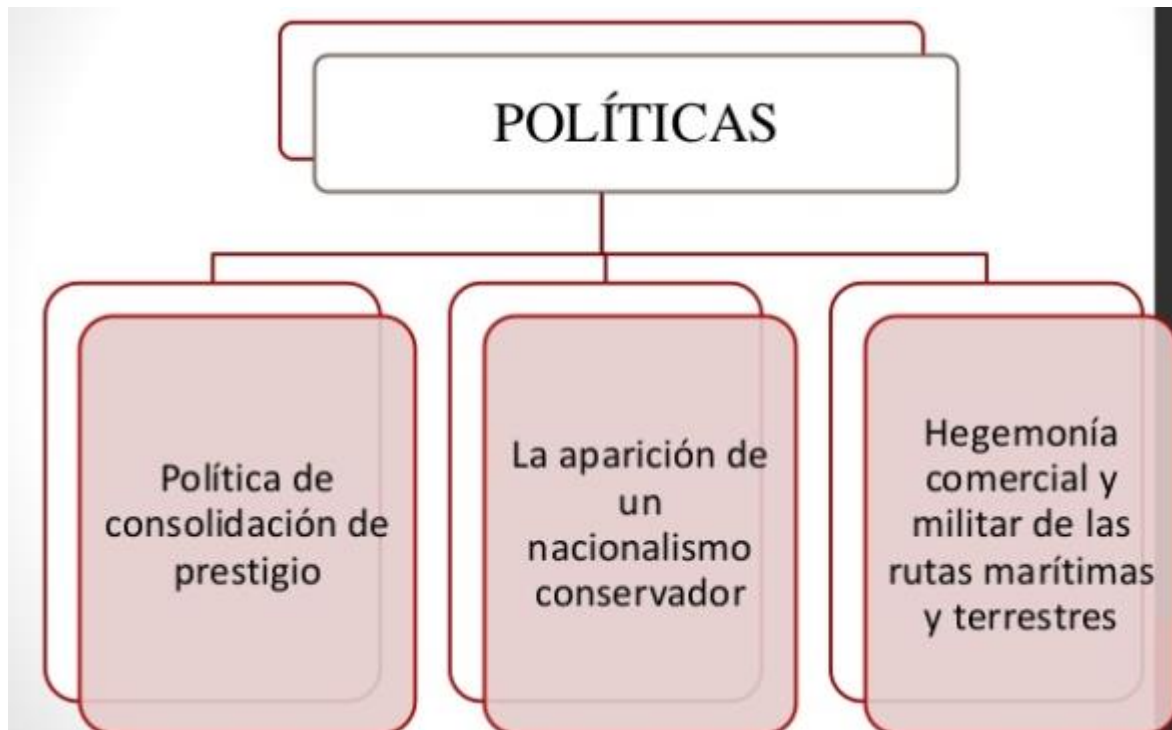 POLÍTICAS
Política de
consolidación de
prestigio
La aparición de
un
nacionalismo
conservador
Hegemonía
comercial y
militar de las
rutas marítimas
y terrestres